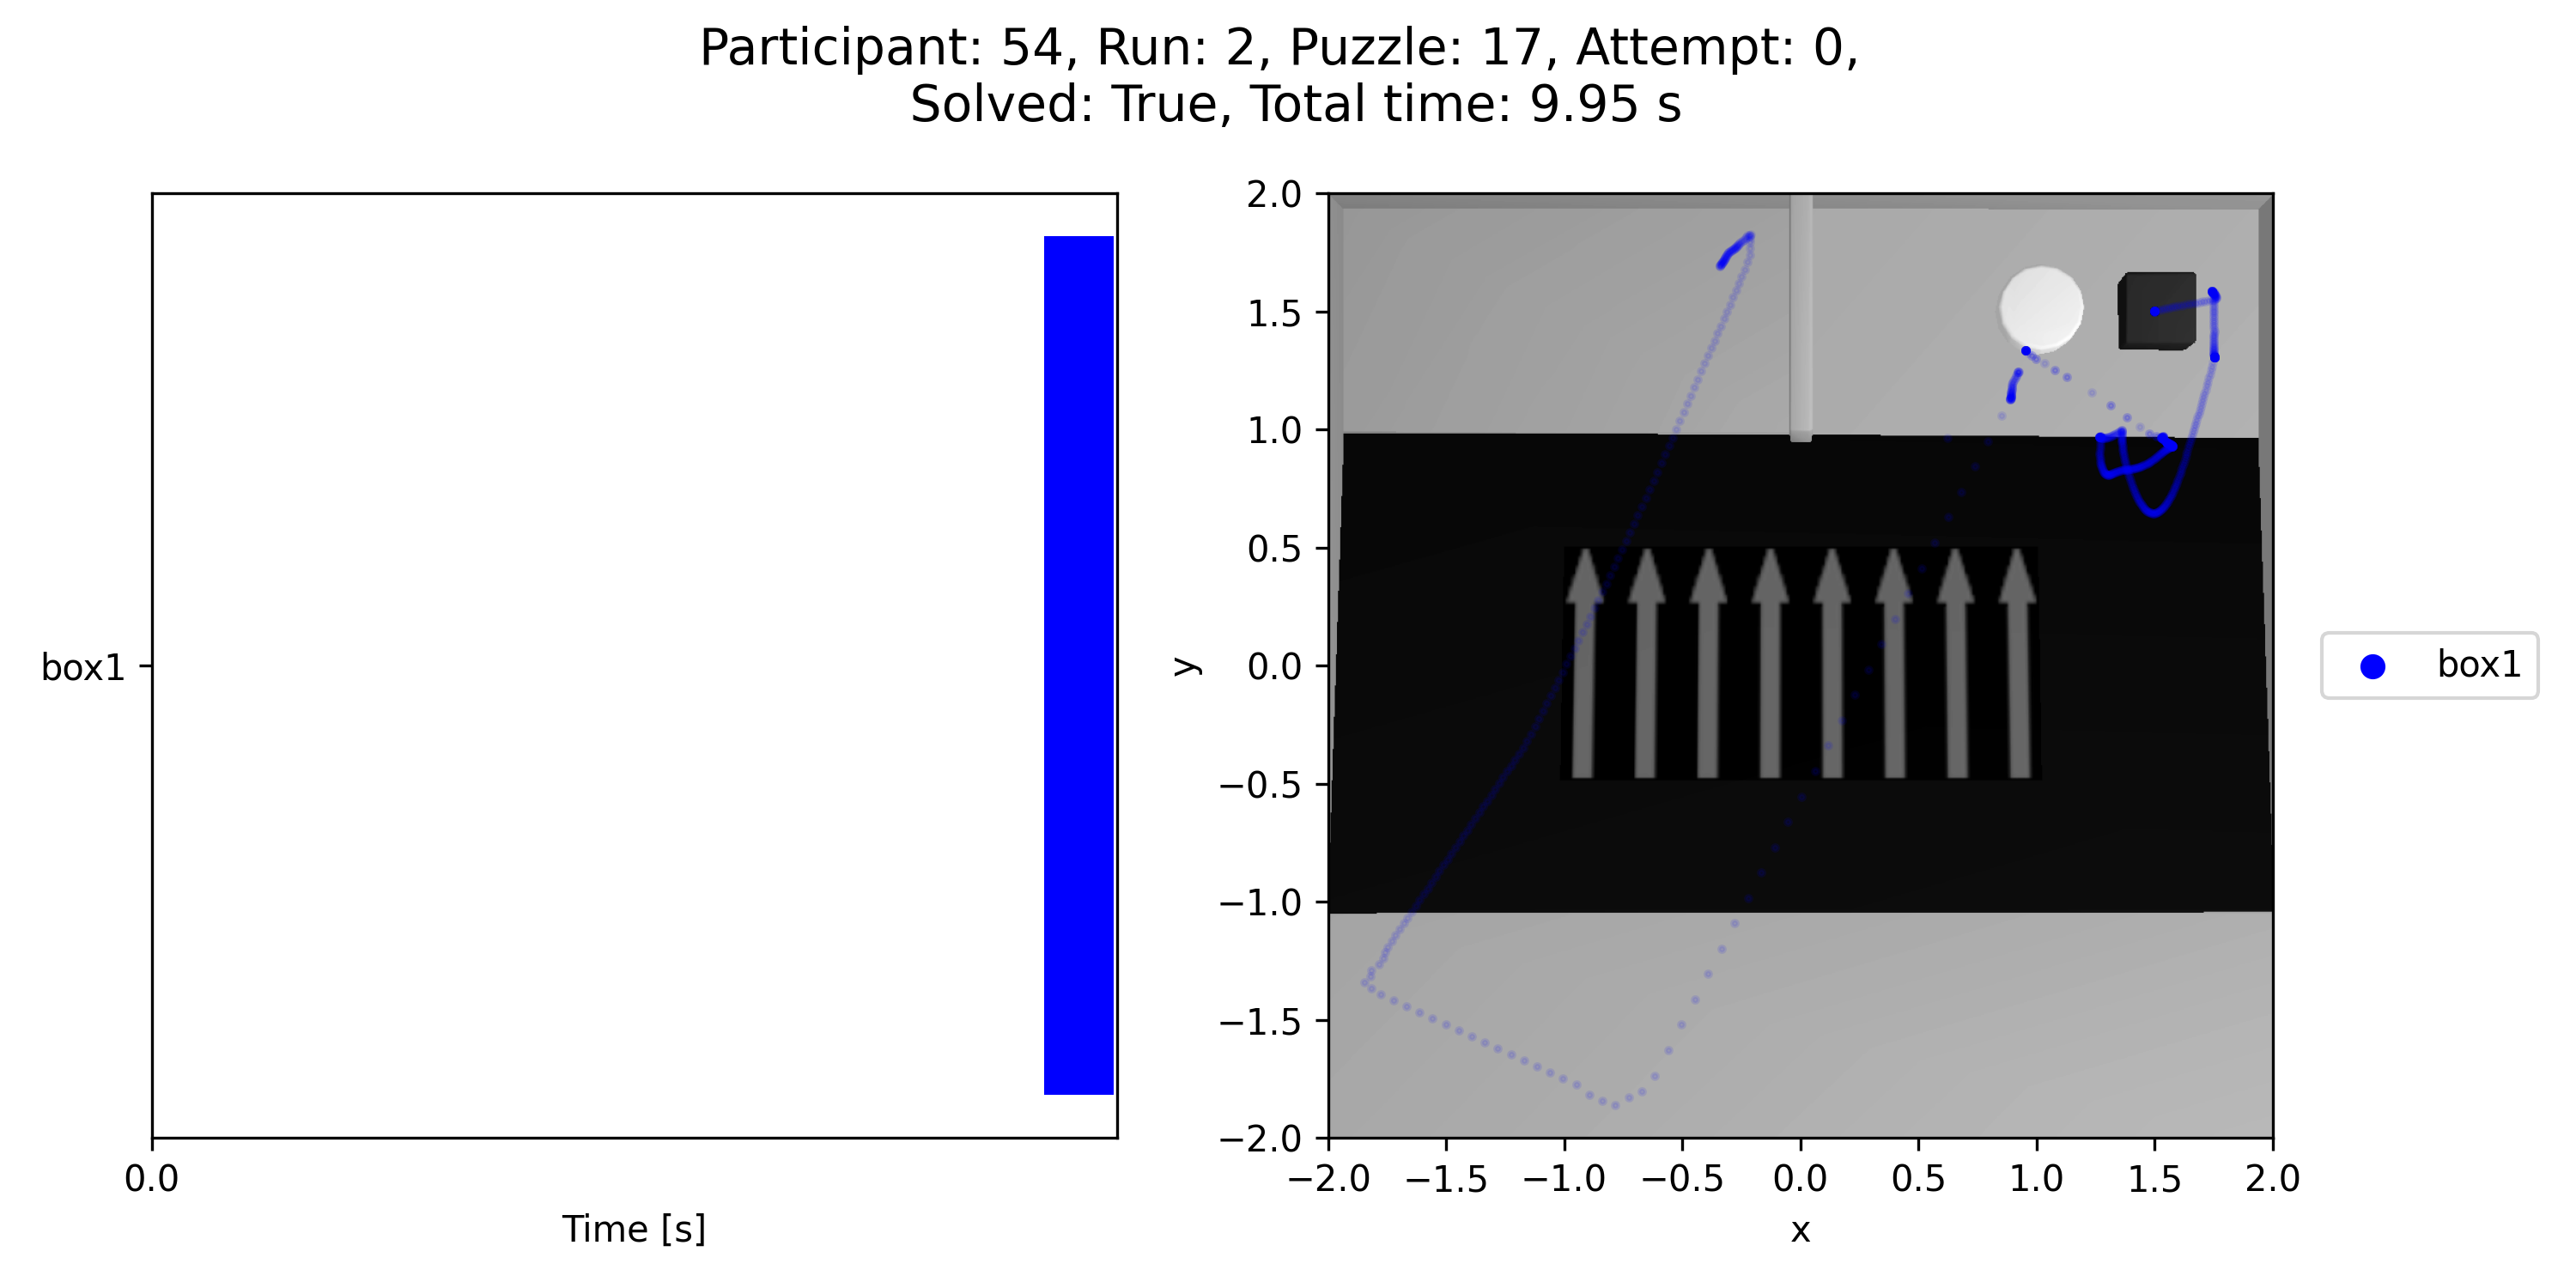 Participant: 54, Run: 2, Puzzle: 17, Attempt: 0,
Solved: True, Total time: 9.95 s
box1
0.0
Time [s]
2.0
1.5
1.0
0.5
0.0
−0.5
−1.0
−1.5
−2.0
y
−2.0 −1.5 −1.0 −0.5 0.0 0.5 1.0 1.5 2.0
x
box1